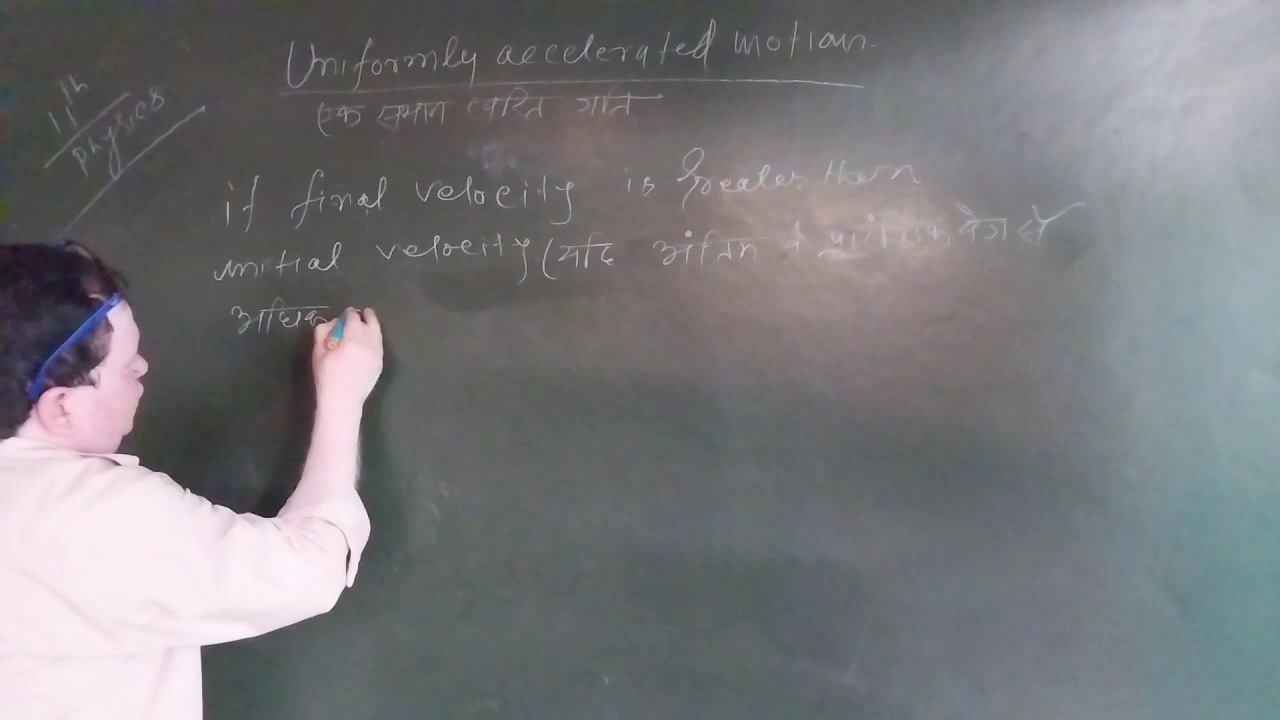 Uniformly accelerated motion
एक समान त्वरित गति
11th
physics
if final velocity is Greater than
initial velocity (यदि अंतिम वे प्रारंभिक वेग से
अधिक